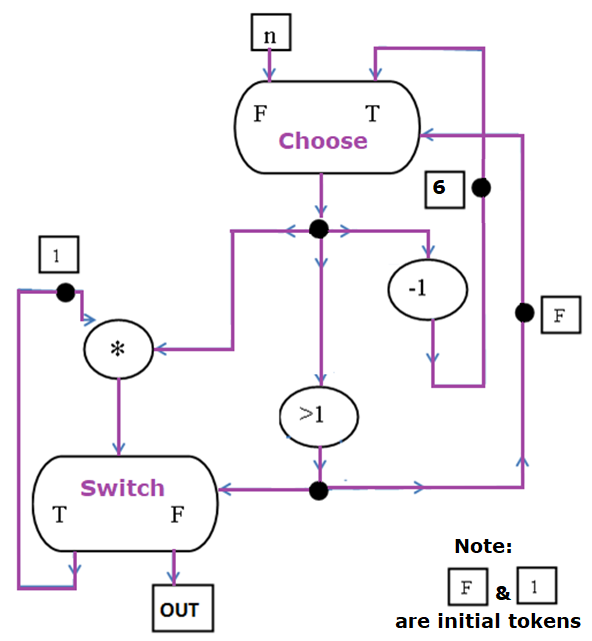 n
F T
Choose
6
1
-1
F
*
>1
Switch
T F
OUT
Note:
F & 1
are initial tokens